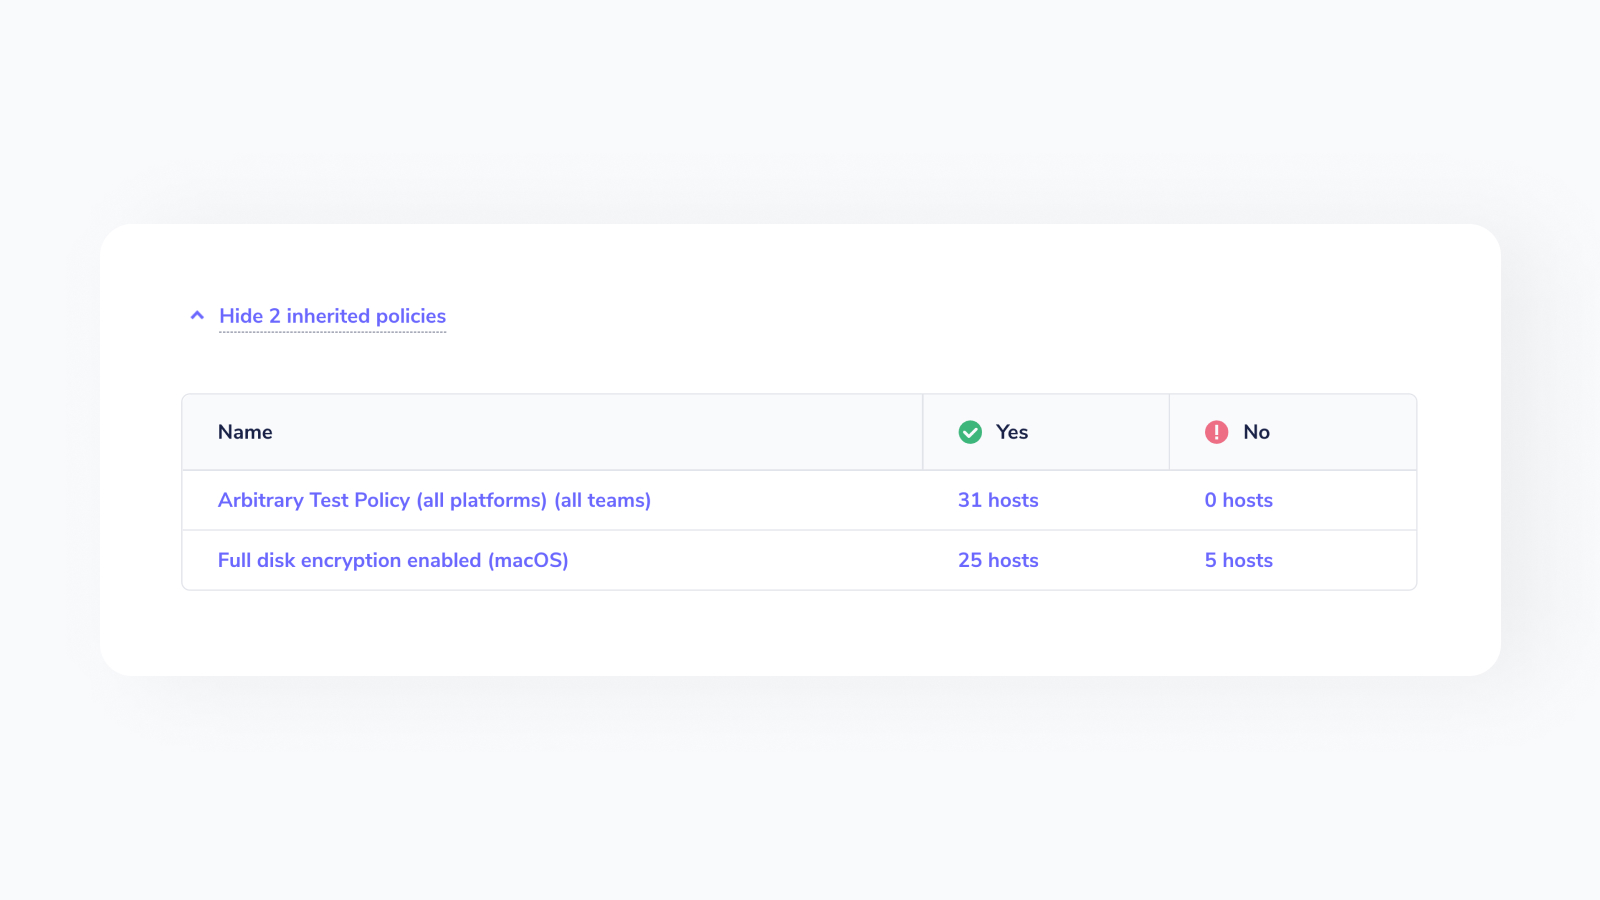 Hide 2 inherited policies
Name Yes No
Arbitrary Test Policy (all platforms) (all teams) 31 hosts 0 hosts
Full disk encryption enabled (macOS) 25 hosts 5 hosts